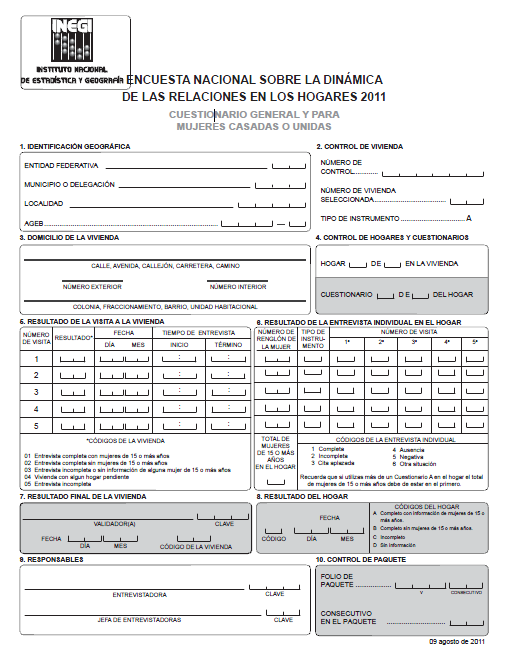 INEGI
INSTITUTO NACIONAL
DE ESTADÍSTICA Y GEOGRAFÍA
ENCUESTA NACIONAL SOBRE LA DINÁMICA
DE LAS RELACIONES EN LOS HOGARES 2011
CUESTIONARIO GENERAL Y PARA
MUJERES CASADAS O UNIDAS
1. IDENTIFICACIÓN GEOGRÁFICA
ENTIDAD FEDERATIVA
MUNICIPIO O DELEGACIÓN
LOCALIDAD
AGEB
2. CONTROL DE VIVIENDA
NÚMERO DE
CONTROL
NÚMERO DE VIVIENDA
SELECCIONADA
TIPO DE INSTRUMENTO A
3. DOMICILIO DE LA VIVIENDA
CALLE, AVENIDA, CALLEJÓN, CARRETERA, CAMINO
NÚMERO EXTERIOR NÚMERO INTERIOR
COLONIA, FRACCIONAMIENTO, BARRIO, UNIDAD HABITACIONAL
4. CONTROL DE HOGARES Y CUESTIONARIOS
HOGAR DE EN LA VIVIENDA
CUESTIONARIO DE DEL HOGAR
5. RESULTADO DE LA VISITA A LA VIVIENDA
NÚMERO DE VISITA RESULTADO* FECHA TIEMPO DE ENTREVISTA
DÍA MES INICIO TÉRMINO
1 : :
2 : :
3 : :
4 : :
5 : :
*CÓDIGOS DE LA VIVIENDA
01 Entrevista completa con mujeres de 15 o más años
02 Entrevista completa sin mujeres de 15 o más años
03 Entrevista incompleta o sin información de alguna mujer de 15 o más años
04 Vivienda con algun hogar pendiente
05 Entrevista incompleta
6. RESULTADO DE LA ENTREVISTA INDIVIDUAL EN EL HOGAR
NÚMERO DE RENGLÓN DE LA MUJER TIPO DE INSTRU- MENTO NÚMERO DE VISITA
1ª 2ª 3ª 4ª 5ª
TOTAL DE
MUJERES
DE 15 O MÁS
AÑOS
EN EL HOGAR
CÓDIGOS DE LA ENTREVISTA INDIVIDUAL
1 Completa 4 Ausencia
2 Incompleta 5 Negativa
3 Cita aplazada 6 Otra situación
Recuerda que si utilizas más de un Cuestionario A en el hogar el total
de mujeres de 15 o más años debe de estar en el primero.
7. RESULTADO FINAL DE LA VIVIENDA
VALIDADOR(A) CLAVE
FECHA
DÍA MES CÓDIGO DE LA VIVIENDA
8. RESULTADO DEL HOGAR
FECHA
CÓDIGO DÍA MES
CÓDIGOS DEL HOGAR
A Completo con información de mujeres de 15 o
más años.
B Completo sin mujeres de 15 o más años.
C Incompleto
D Sin información
9. RESPONSABLES
ENTREVISTADORA CLAVE
JEFA DE ENTREVISTADORAS CLAVE
10. CONTROL DE PAQUETE
FOLIO DE
PAQUETE
V CONSECUTIVO
CONSECUTIVO
EN EL PAQUETE
09 agosto de 2011